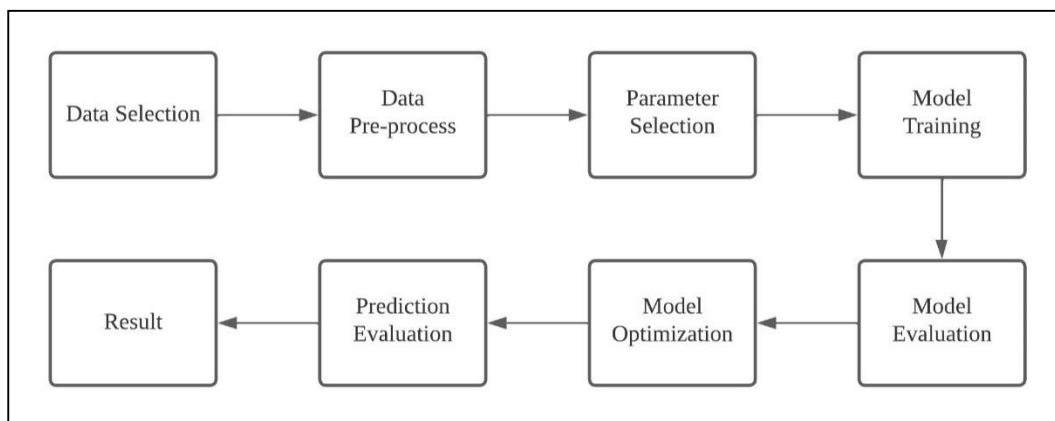 Data Selection
Data
Pre-process
Parameter
Selection
Model
Training
Model
Evaluation
Model
Optimization
Prediction
Evaluation
Result